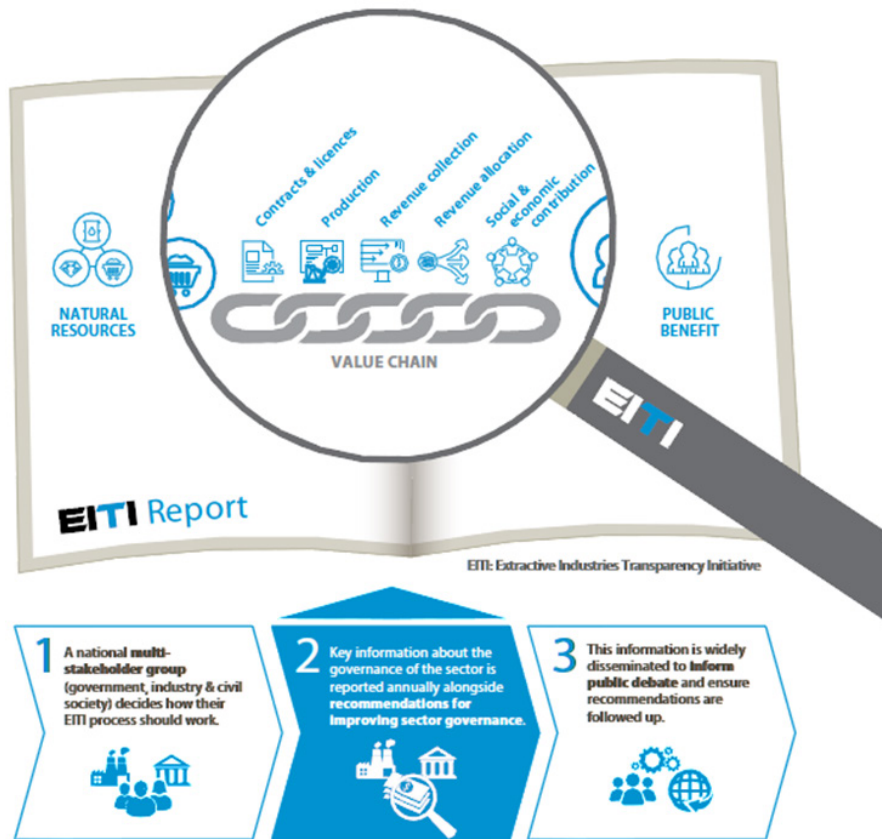 Contracts & licences
Production
Revenue collection
Revenue allocation
Social &
economic
contribution
NATURAL
RESOURCES
PUBLIC
BENEFIT
VALUE CHAIN
EITI
EITI Report
EITI: Extractive Industries Transparency Initiative
1
A national multi-
stakeholder group
(government, industry & civil
society) decides how their
EITI process should work.
2
Key information about the
governance of the sector is
reported annually alongside
recommendations for
improving sector governance.
3
This information is widely
disseminated to inform
public debate and ensure
recommendations are
followed up.